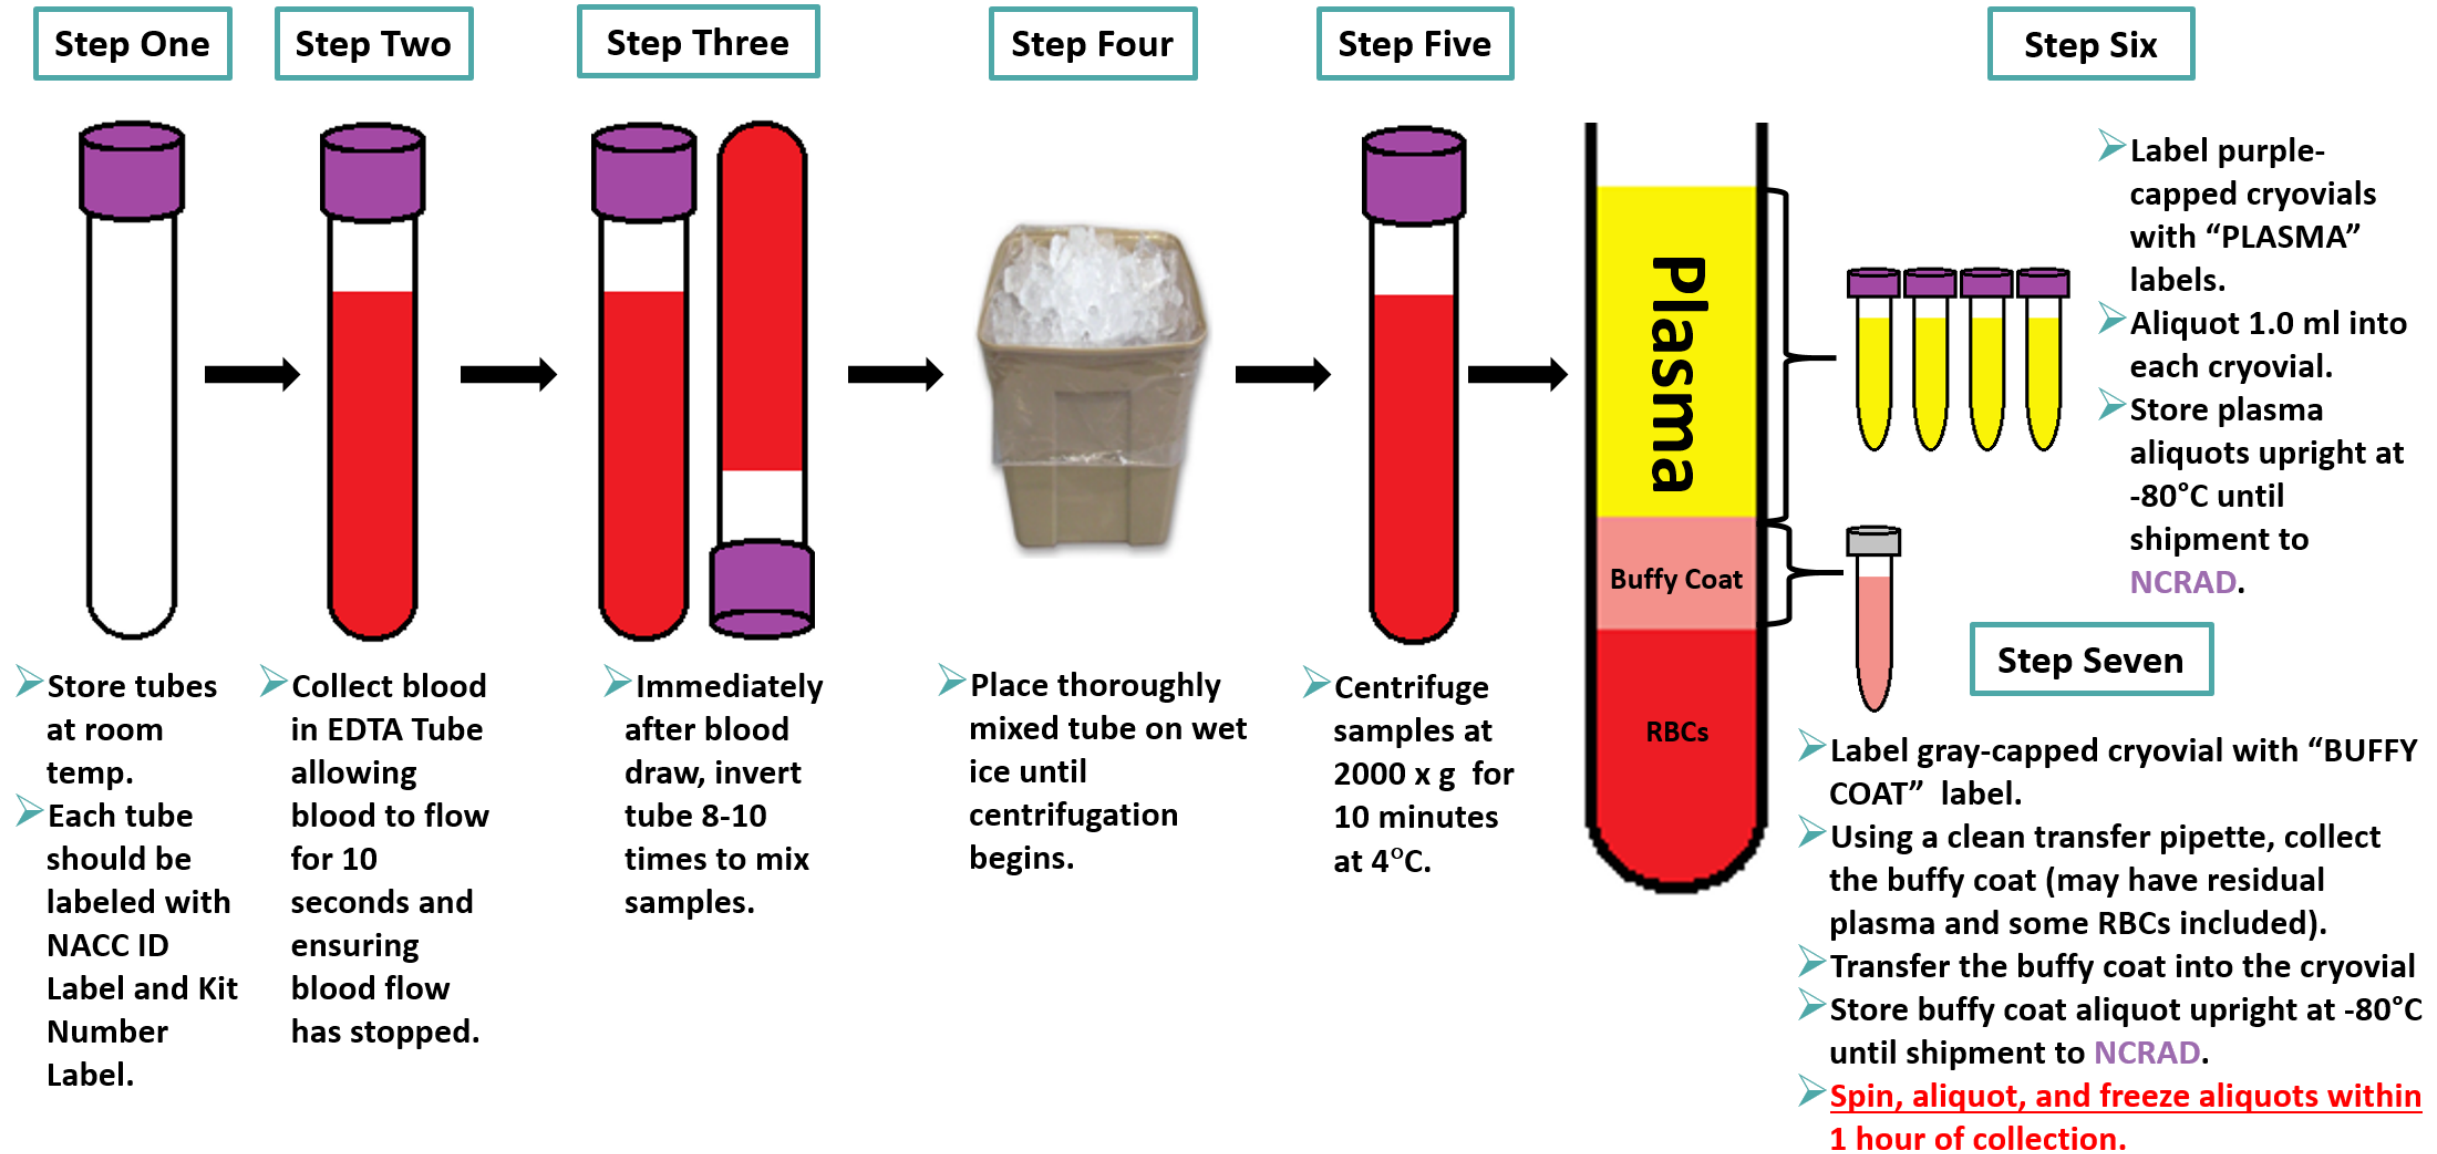 Step One
Store tubes
at room
temp.
Each tube
should be
labeled with
NACC ID
Label and Kit
Number
Label.
Step Two
Collect blood
in EDTA Tube
allowing
blood to flow
for 10
seconds and
ensuring
blood flow
has stopped.
Step Three
Immediately
after blood
draw, invert
tube 8-10
times to mix
samples.
Step Four
Place thoroughly
mixed tube on wet
ice until
centrifugation
begins.
Step Five
Centrifuge
samples at
2000 x g  for
10 minutes
at 4°C.
Plasma
Buffy Coat
RBCs
Step Six
Label purple-
capped cryovials
with “PLASMA”
labels.
Aliquot 1.0 ml into
each cryovial.
Store plasma
aliquots upright at
-80°C until
shipment to
NCRAD.
Step Seven
Label gray-capped cryovial with “BUFFY
COAT”  label.
Using a clean transfer pipette, collect
the buffy coat (may have residual
plasma and some RBCs included).
Transfer the buffy coat into the cryovial
Store buffy coat aliquot upright at -80°C
until shipment to NCRAD.
Spin, aliquot, and freeze aliquots within
1 hour of collection.